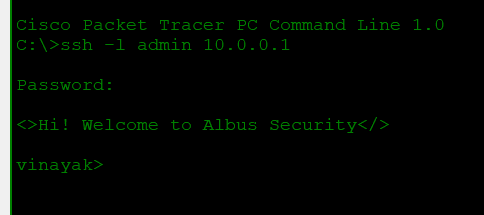 Cisco Packet Tracer PC Command Line 1.0
C:\>ssh -l admin 10.0.0.1
Password:
<>Hi! Welcome to Albus Security</>
vinayak>